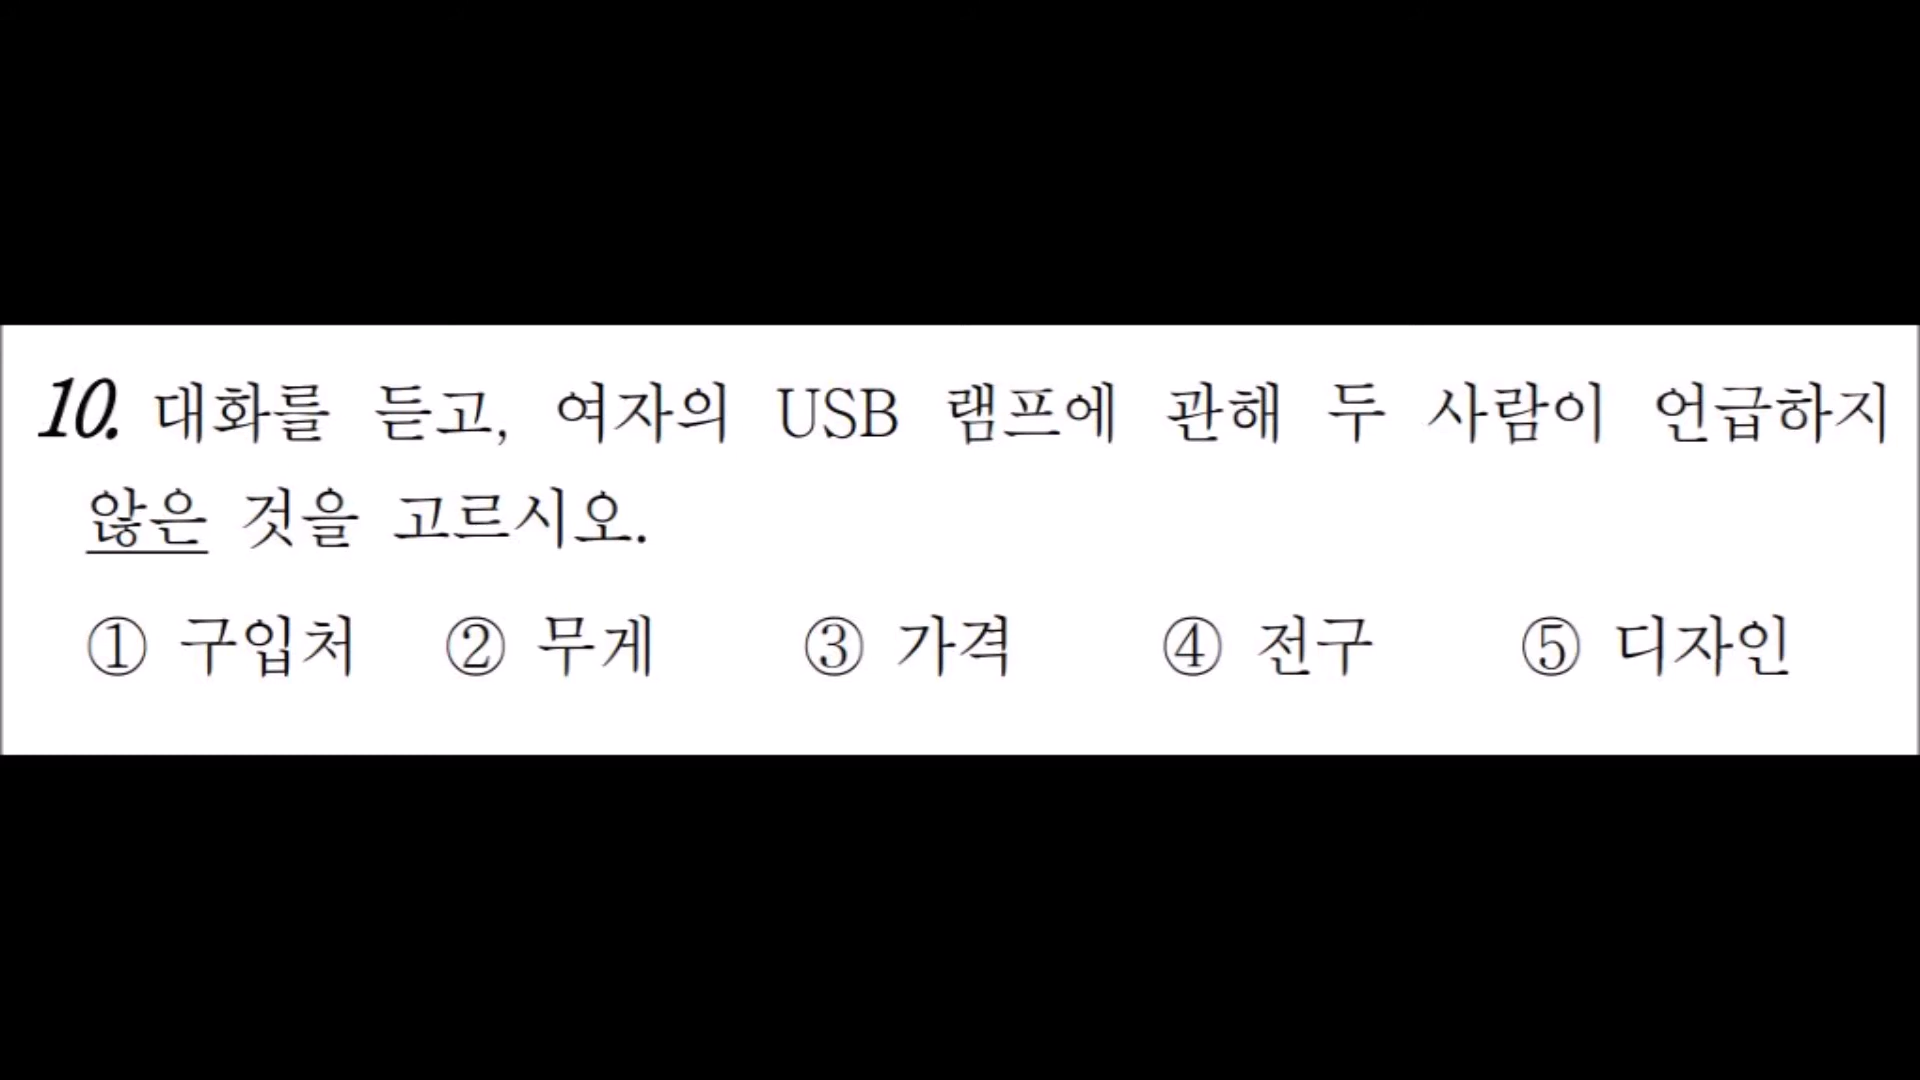 10. 대화를 듣고, 여자의 USB 램프에 관해 두 사람이 언급하지
않은 것을 고르시오.
① 구입처 ② 무게 ③ 가격 ④ 전구 ⑤ 디자인